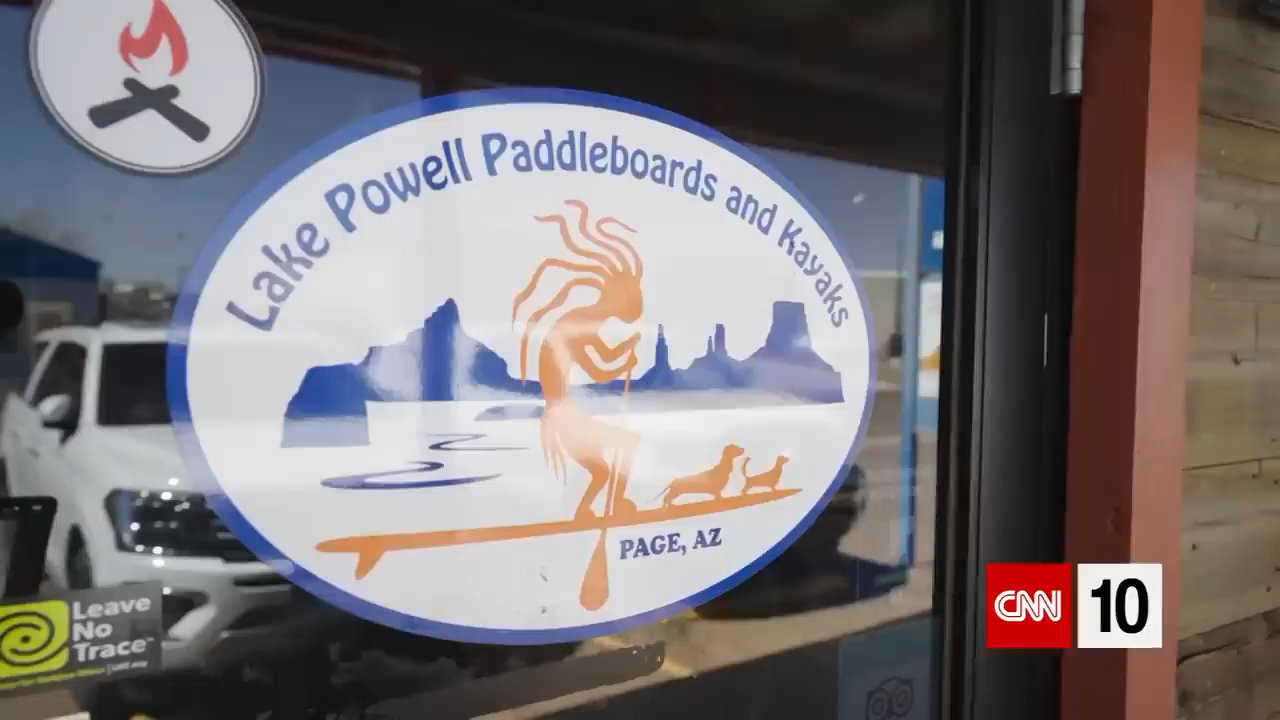 Lake Powell Paddleboards and Kayaks
PAGE, AZ
Leave
No
Trace
CNN 10